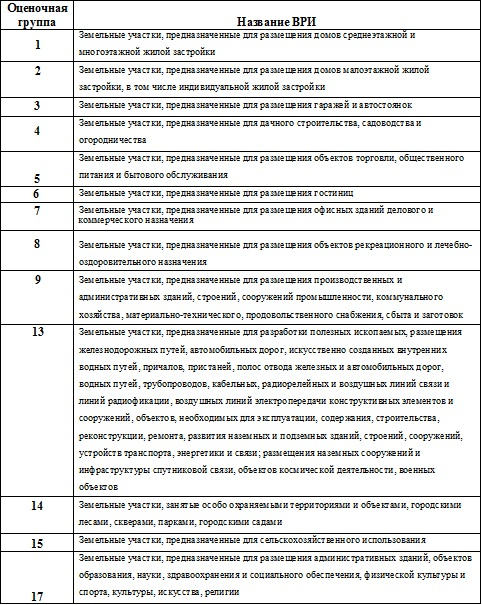 Оценочная
группа
Название ВРИ
1
Земельные участки, предназначенные для размещения домов среднеэтажной и
многоэтажной жилой застройки
2
Земельные участки, предназначенные для размещения домов малоэтажной жилой
застройки, в том числе индивидуальной жилой застройки
3
Земельные участки, предназначенные для размещения гаражей и автостоянок
4
Земельные участки, предназначенные для дачного строительства, садоводства и
огородничества
5
Земельные участки, предназначенные для размещения объектов торговли, общественного
питания и бытового обслуживания
6
Земельные участки, предназначенные для размещения гостиниц
7
Земельные участки, предназначенные для размещения офисных зданий делового и
коммерческого назначения
8
Земельные участки, предназначенные для размещения объектов рекреационного и лечебно-
оздоровительного назначения
9
Земельные участки, предназначенные для размещения производственных и
административных зданий, строений, сооружений промышленности, коммунального
хозяйства, материально-технического, продовольственного снабжения, сбыта и заготовок
13
Земельные участки, предназначенные для разработки полезных ископаемых, размещения
железнодорожных путей, автомобильных дорог, искусственно созданных внутренних
водных путей, причалов, пристаней, полос отвода железных и автомобильных дорог,
водных путей, трубопроводов, кабельных, радиорелейных и воздушных линий связи и
линий радиофикации, воздушных линий электропередачи конструктивных элементов и
сооружений, объектов, необходимых для эксплуатации, содержания, строительства,
реконструкции, ремонта, развития наземных и подземных зданий, строений, сооружений,
устройств транспорта, энергетики и связи; размещения наземных сооружений и
инфраструктуры спутниковой связи, объектов космической деятельности, военных
объектов
14
Земельные участки, занятые особо охраняемыми территориями и объектами, городскими
лесами, скверами, парками, городскими садами
15
Земельные участки, предназначенные для сельскохозяйственного использования
17
Земельные участки, предназначенные для размещения административных зданий, объектов
образования, науки, здравоохранения и социального обеспечения, физической культуры и
спорта, культуры, искусства, религии